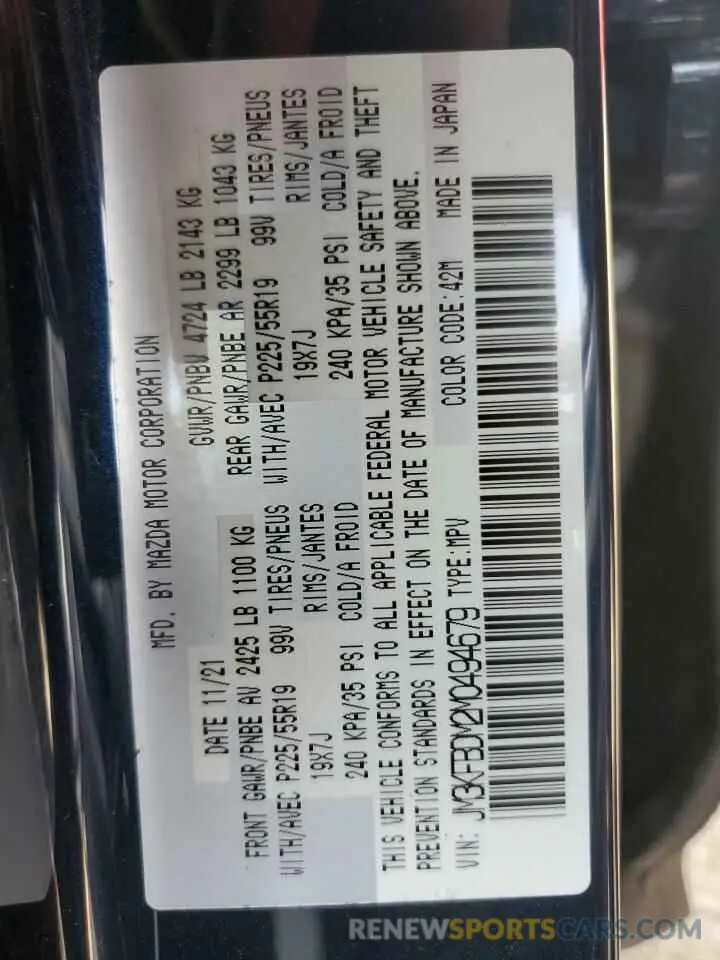 MFD. BY MAZDA MOTOR CORPORATION
DATE 11/21 GVWR/PNBV 4724 LB 2143 KG
FRONT GAWR/PNBE AV 2425 LB 1100 KG REAR GAWR/PNBE AR 2299 LB 1043 KG
WITH/AVEC P225/55R19 99V TIRES/PNEUS WITH/AVEC P225/55R19 99V TIRES/PNEUS
19X7J RIMS/JANTES 19X7J RIMS/JANTES
240 KPA/35 PSI COLD/A FROID 240 KPA/35 PSI COLD/A FROID
THIS VEHICLE CONFORMS TO ALL APPLICABLE FEDERAL MOTOR VEHICLE SAFETY AND THEFT
PREVENTION STANDARDS IN EFFECT ON THE DATE OF MANUFACTURE SHOWN ABOVE.
VIN: JM3KFBDM2M0494679 TYPE:MPV COLOR CODE:42M MADE IN JAPAN
RENEWSPORTSCARS.COM